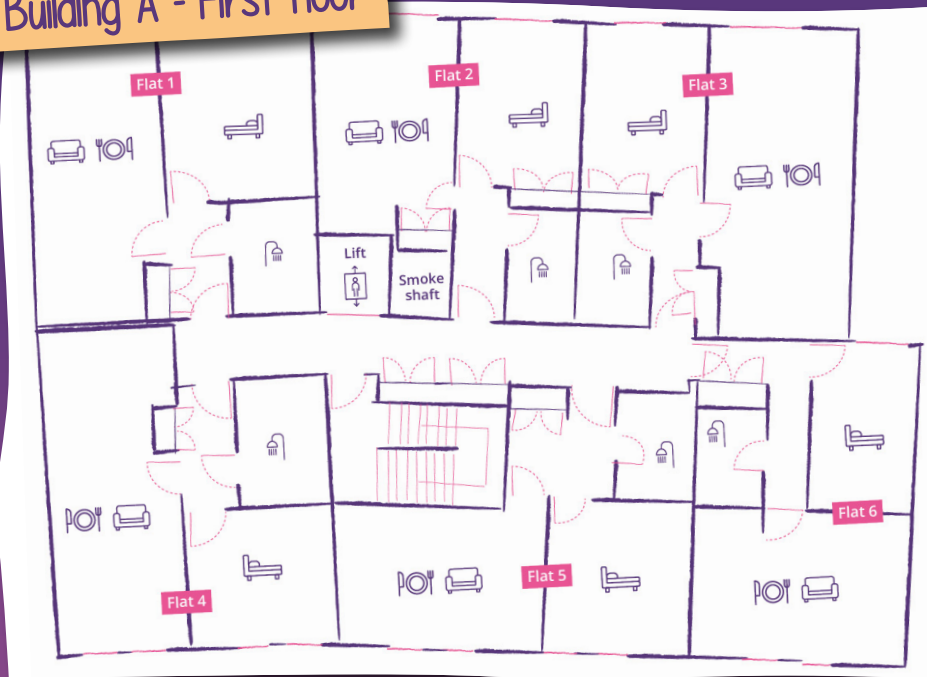 Building A - First floor
Flat 1
Flat 2
Flat 3
Lift
Smoke
shaft
Flat 6
Flat 5
Flat 4